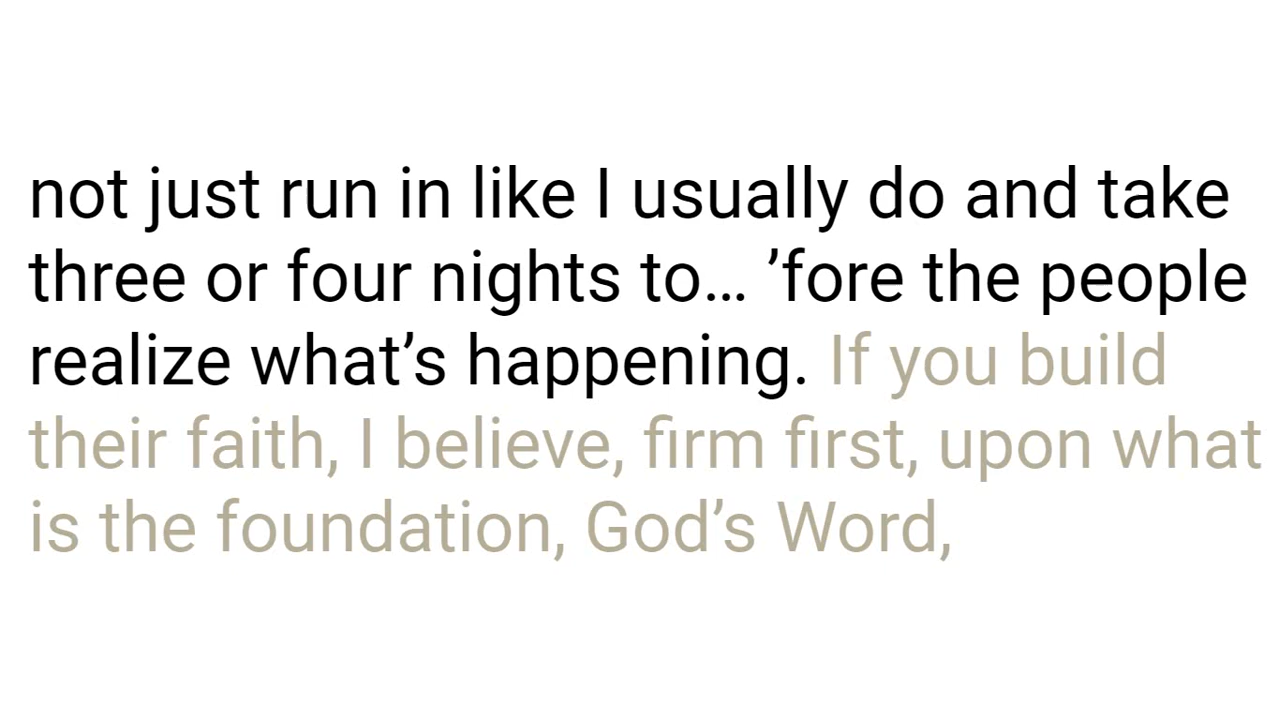 not just run in like I usually do and take
three or four nights to… ’fore the people
realize what’s happening. If you build
their faith, I believe, firm first, upon what
is the foundation, God’s Word,